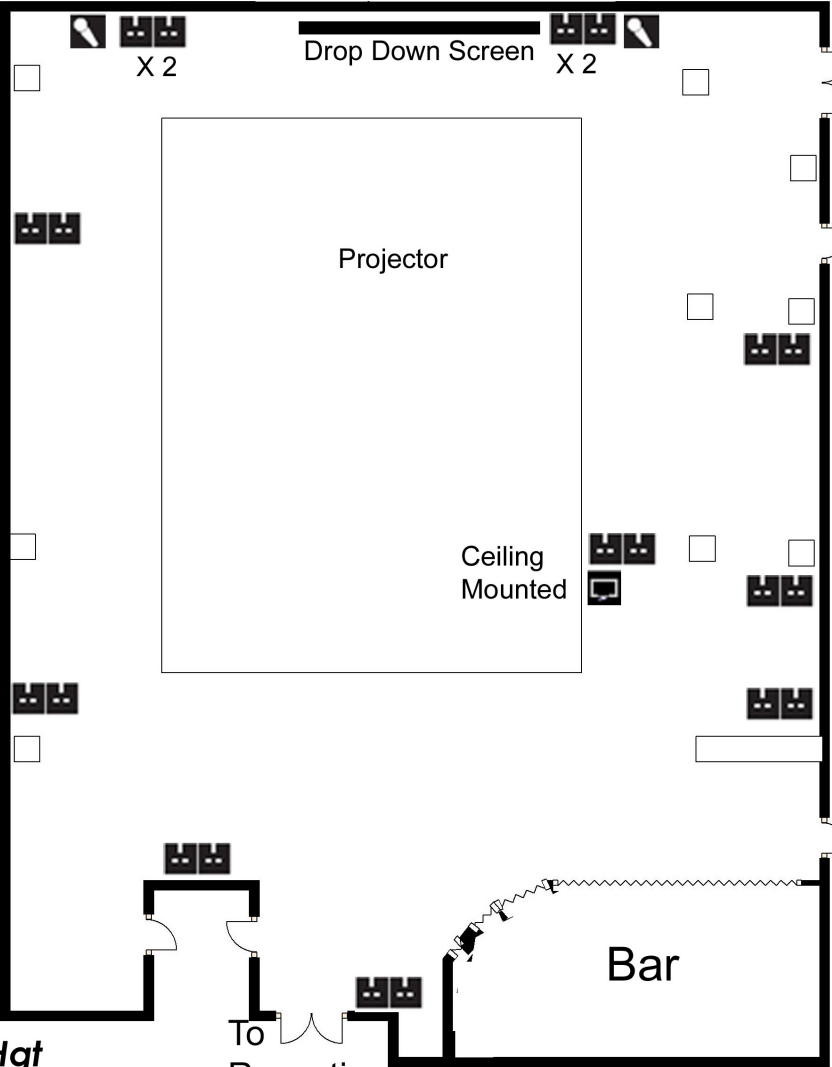 Drop Down Screen
X 2
X 2
Projector
Ceiling
Mounted
Bar
To